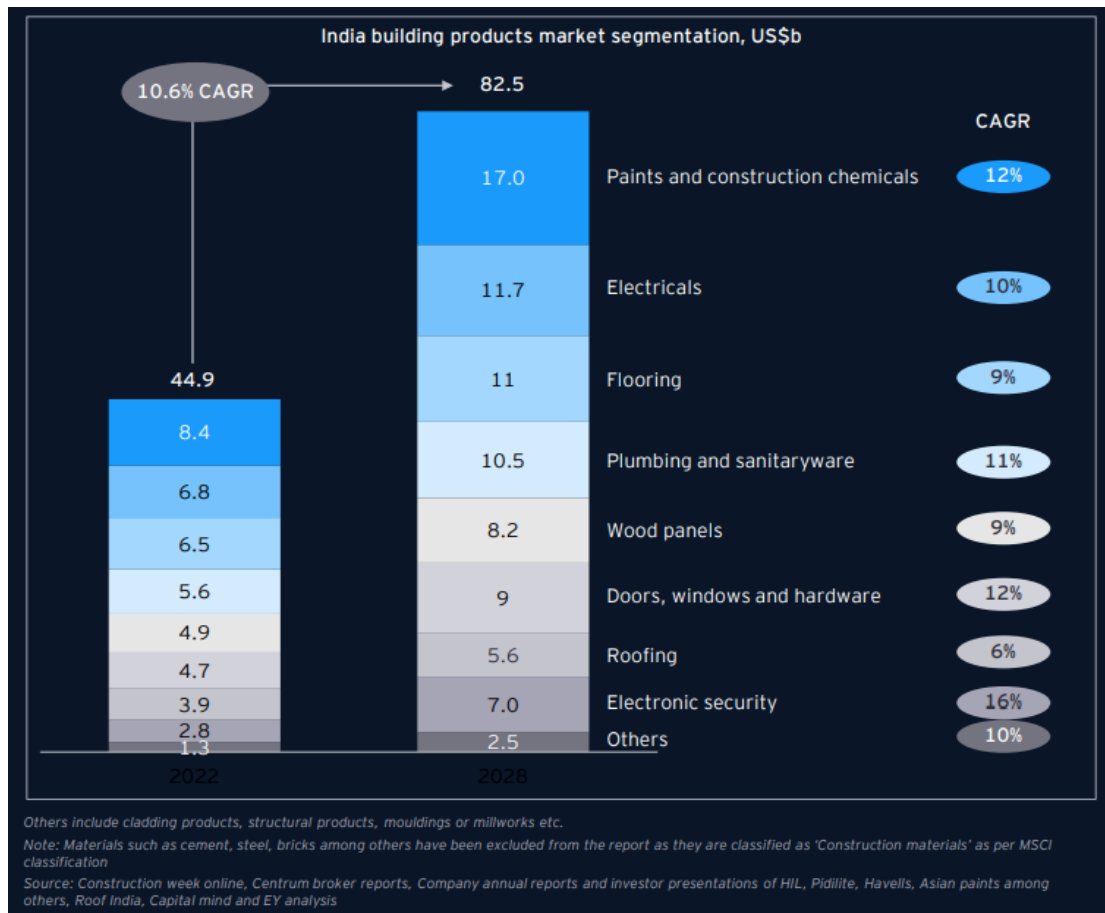 India building products market segmentation, US$b
10.6% CAGR
82.5
CAGR
17.0
Paints and construction chemicals
12%
11.7
Electricals
10%
44.9
11
Flooring
9%
8.4
10.5
Plumbing and sanitaryware
11%
6.8
8.2
Wood panels
9%
6.5
9
Doors, windows and hardware
12%
5.6
5.6
Roofing
6%
4.9
7.0
Electronic security
16%
4.7
2.5
Others
10%
3.9
2.8
1.3
2022
2028
Others include cladding products, structural products, mouldings or millworks etc.
Note: Materials such as cement, steel, bricks among others have been excluded from the report as they are classified as 'Construction materials' as per MSCI
classification
Source: Construction week online, Centrum broker reports, Company annual reports and investor presentations of HIL, Pidilite, Havells, Asian paints among
others, Roof India, Capital mind and EY analysis